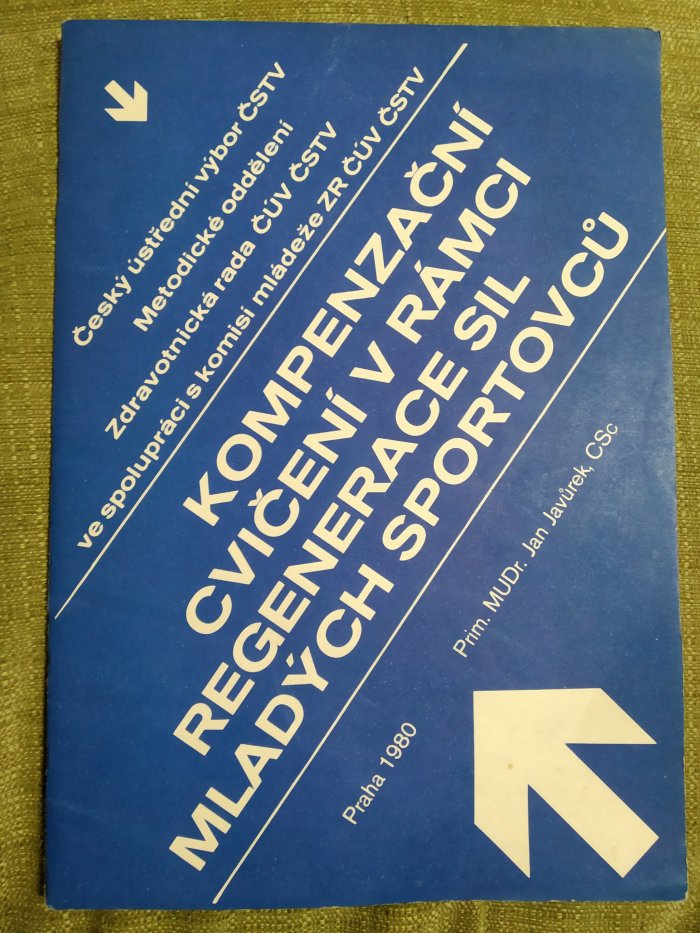 Český ústřední výbor ČSTV
Metodické oddělení
Zdravotnická rada ČÚV ČSTV
ve spolupráci s komisí mládeže ZR ČÚV ČSTV
KOMPENZAČNÍ
CVIČENÍ V RÁMCI
REGENERACE SIL
MLADÝCH SPORTOVCŮ
Prim. MUDr. Jan Javůrek, CSc
Praha 1980